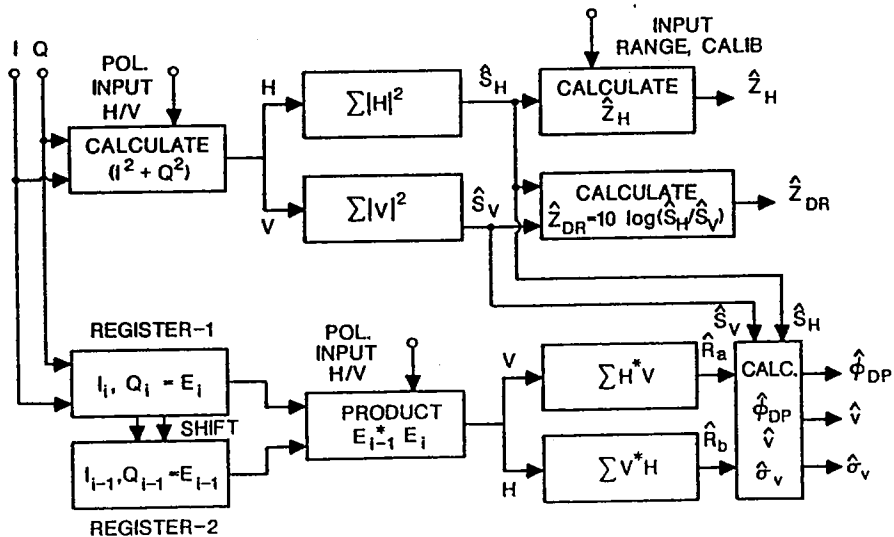 I Q
POL.
INPUT
H/V
CALCULATE
(I² + Q²)
H
V
∑|H|²
∑|V|²
Ŝ_H
Ŝ_V
INPUT
RANGE, CALIB
CALCULATE
Ẑ_H
Ẑ_H
CALCULATE
Ẑ_DR=10 log(Ŝ_H/Ŝ_V)
Ẑ_DR
REGISTER-1
I_i, Q_i = E_i
SHIFT
I_i-1, Q_i-1 = E_i-1
REGISTER-2
POL.
INPUT
H/V
PRODUCT
E*_i-1 E_i
V
H
∑H*V
∑V*H
R̂_a
R̂_b
Ŝ_V
Ŝ_H
CALC.
ϕ̂_DP
v̂
σ̂_v
ϕ̂_DP
v̂
σ̂_v